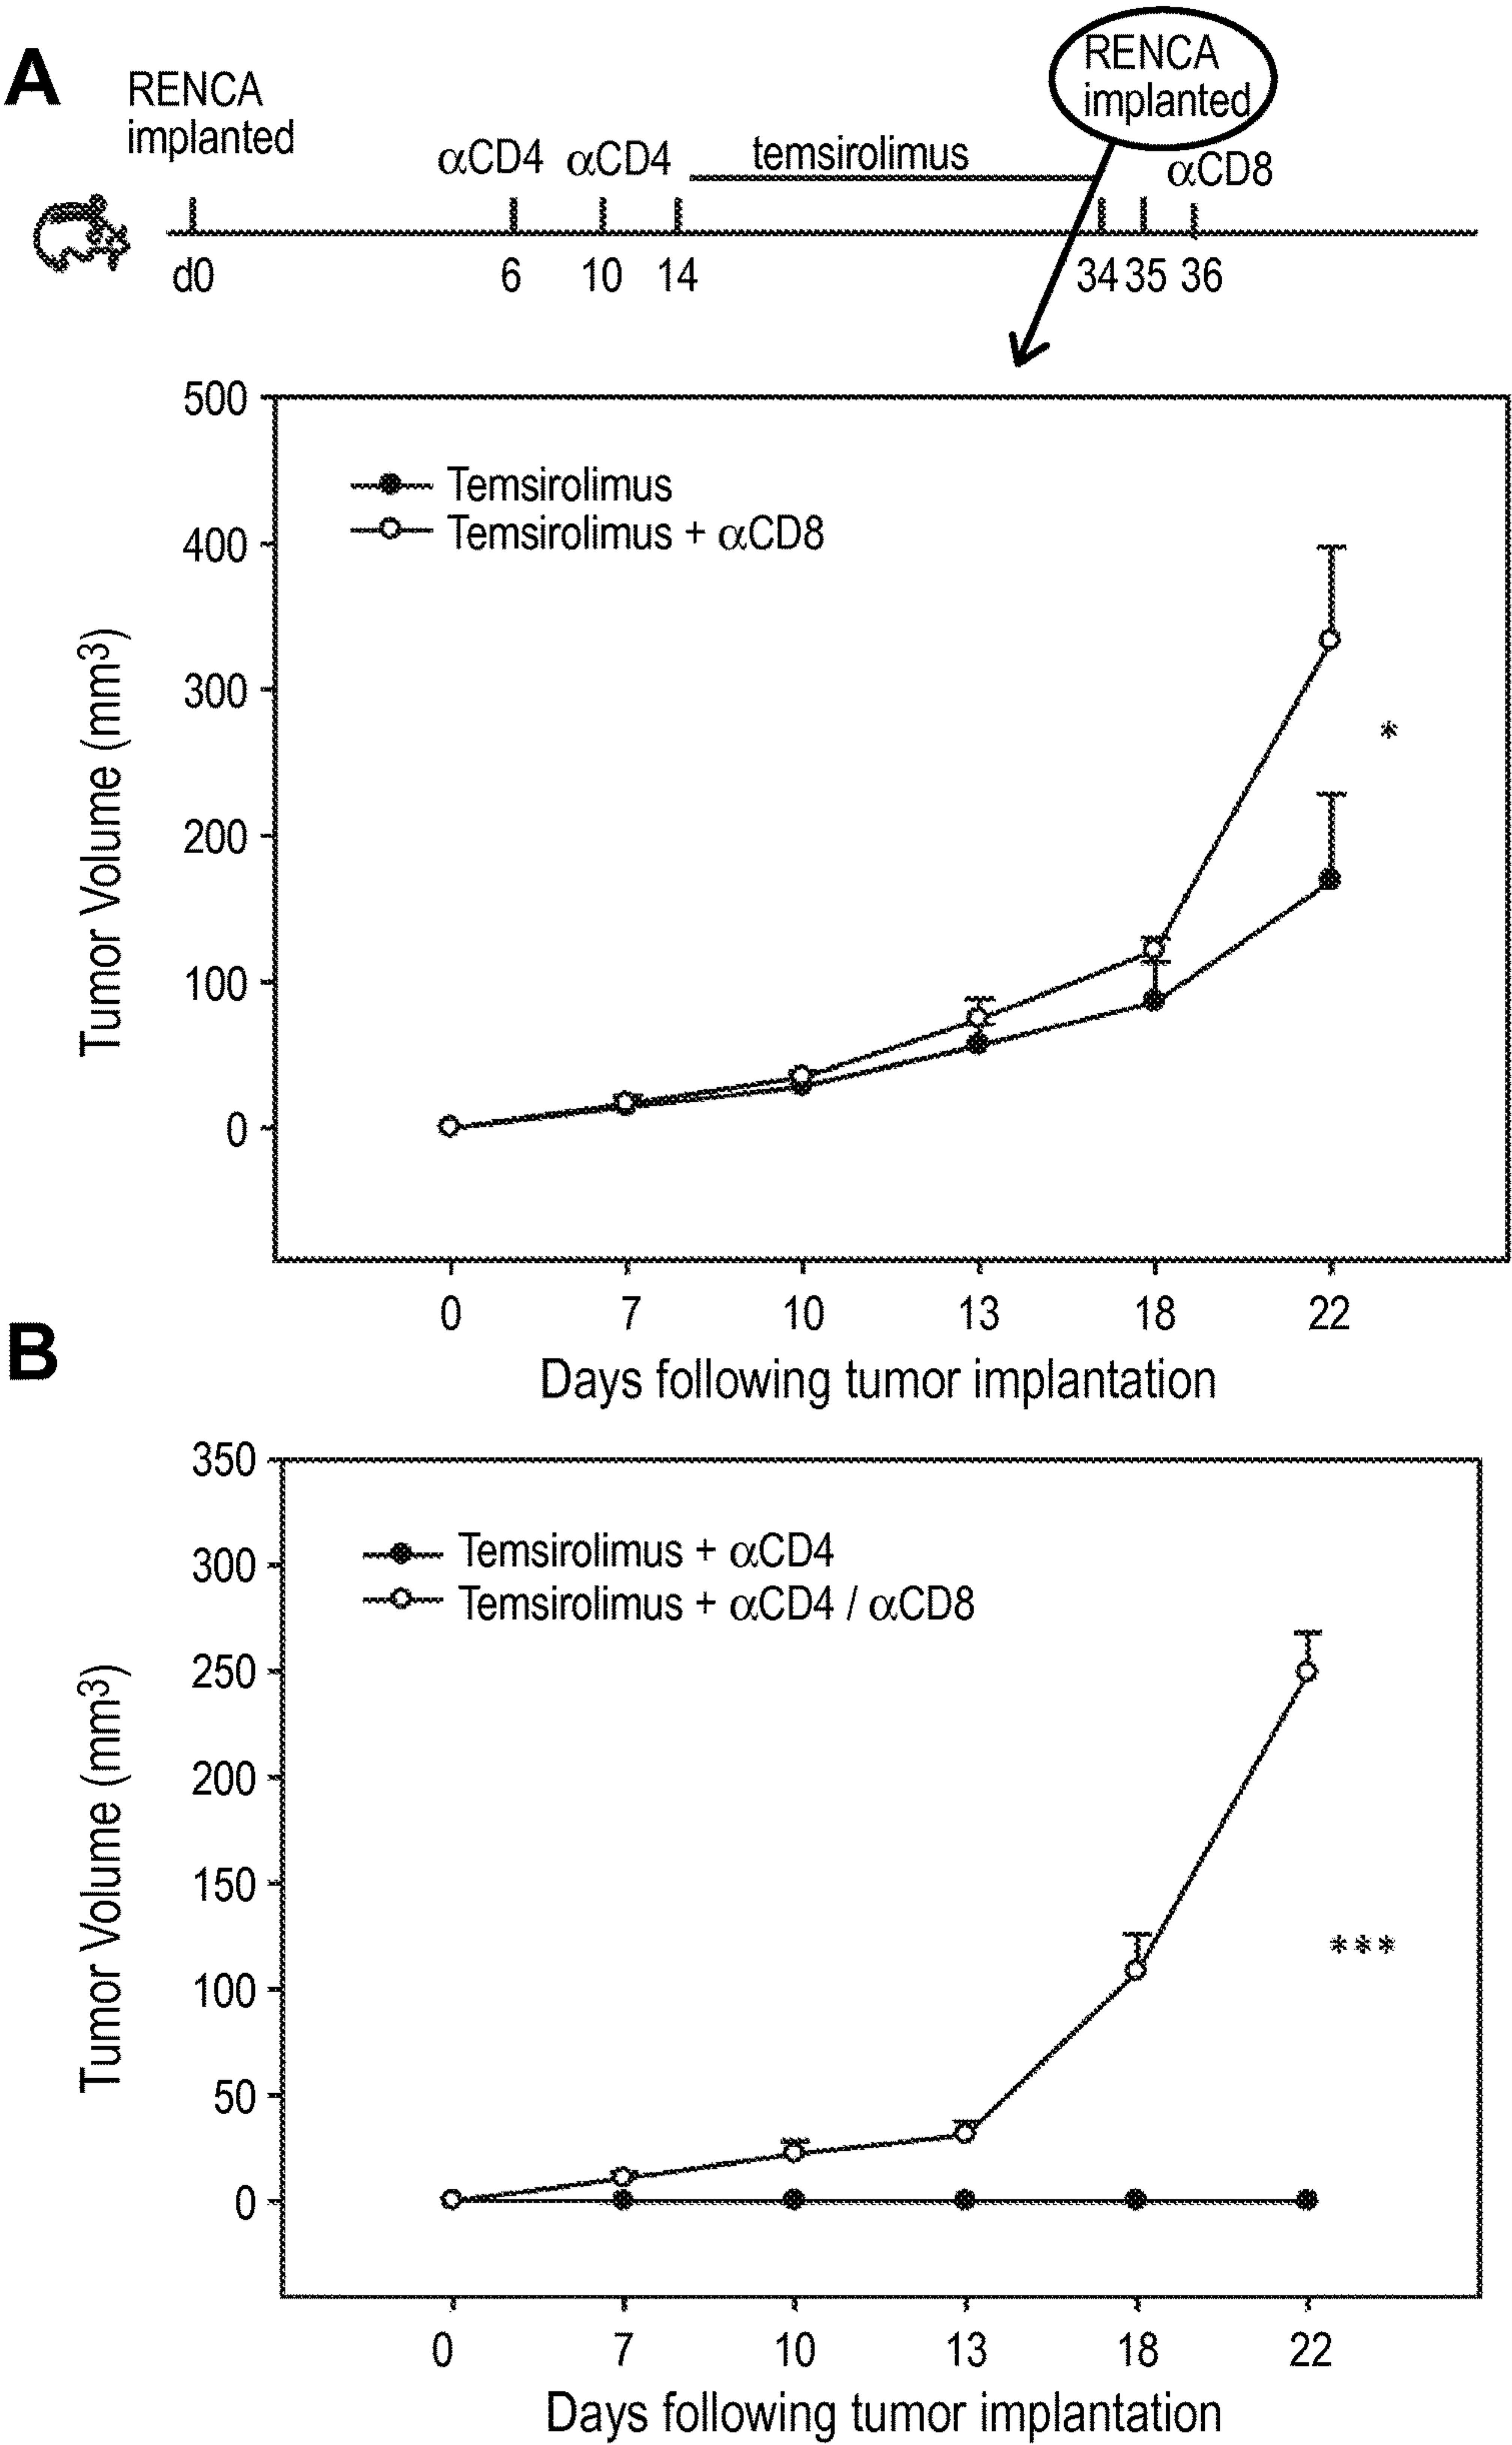 A
RENCA
implanted
αCD4 αCD4
temsirolimus
RENCA
implanted
αCD8
d0 6 10 14 34 35 36
500
400
300
200
100
0
Tumor Volume (mm3)
Temsirolimus
Temsirolimus + αCD8
*
0 7 10 13 18 22
Days following tumor implantation
B
350
300
250
200
150
100
50
0
Tumor Volume (mm3)
Temsirolimus + αCD4
Temsirolimus + αCD4 / αCD8
***
0 7 10 13 18 22
Days following tumor implantation